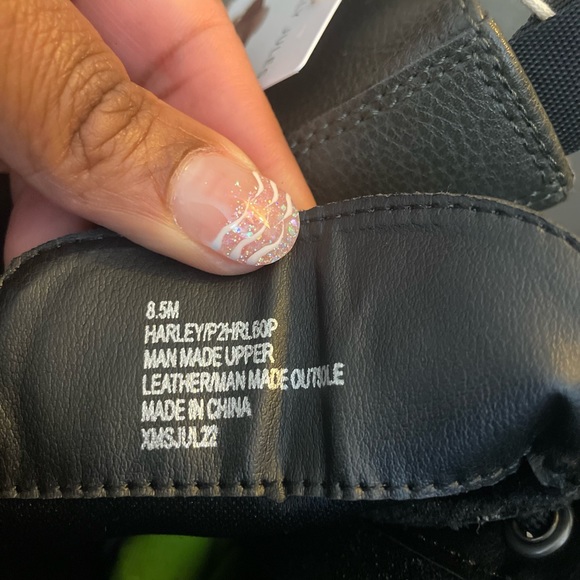 8.5M
HARLEY/P2HRL60P
MAN MADE UPPER
LEATHER/MAN MADE OUTSOLE
MADE IN CHINA
XMSJUL22